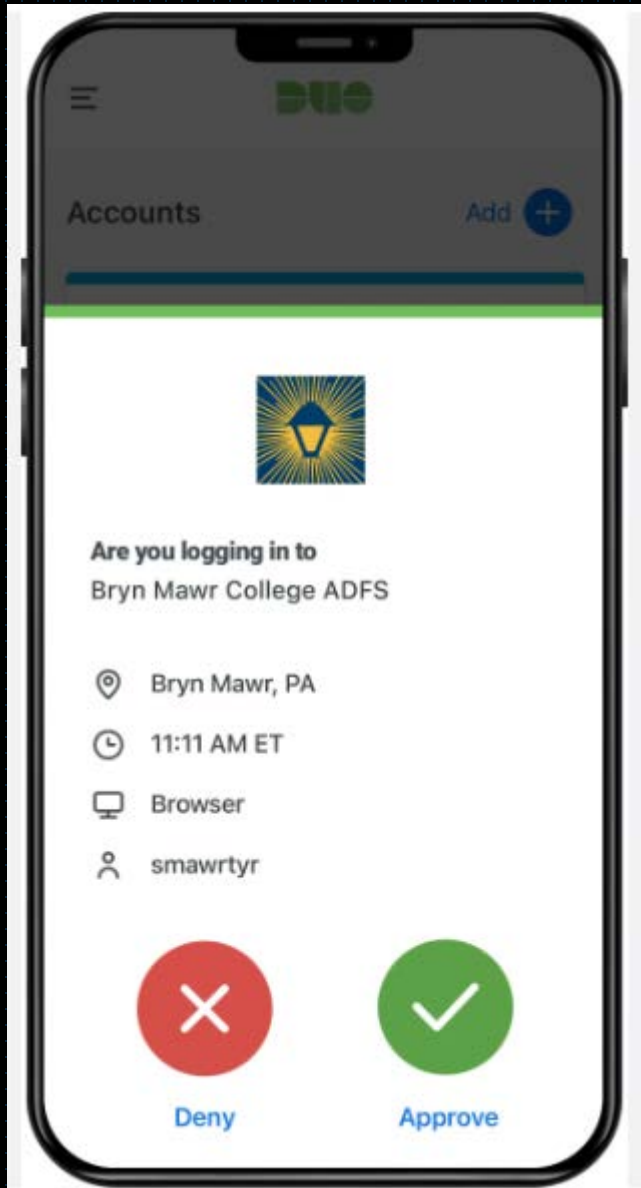 DUO
Accounts Add
Are you logging in to
Bryn Mawr College ADFS
Bryn Mawr, PA
11:11 AM ET
Browser
smawrtyr
Deny Approve